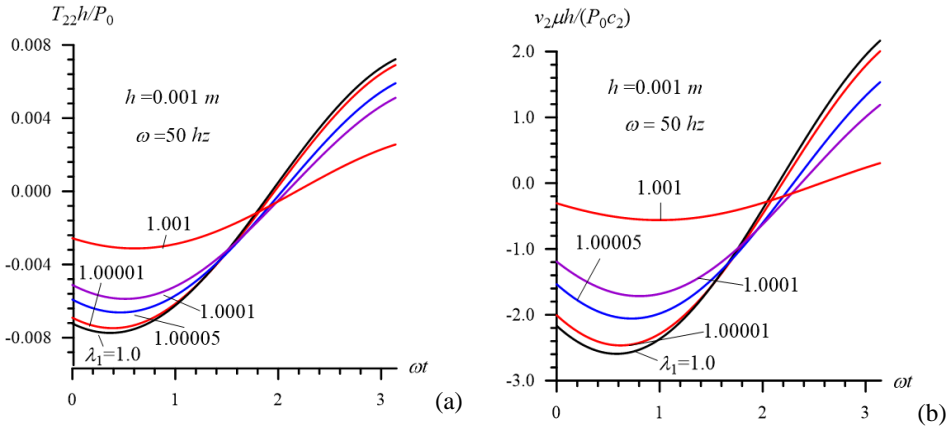 T₂₂h/P₀
0.008
0.004
0.000
-0.004
-0.008
h =0.001 m
ω =50 hz
1.001
1.00001
1.0001
1.00005
λ₁=1.0
0 1 2 3
ωt
(a)
v₂μh/(P₀c₂)
2.0
1.0
0.0
-1.0
-2.0
-3.0
h =0.001 m
ω = 50 hz
1.001
1.00005
1.0001
1.00001
λ₁=1.0
0 1 2 3
ωt
(b)